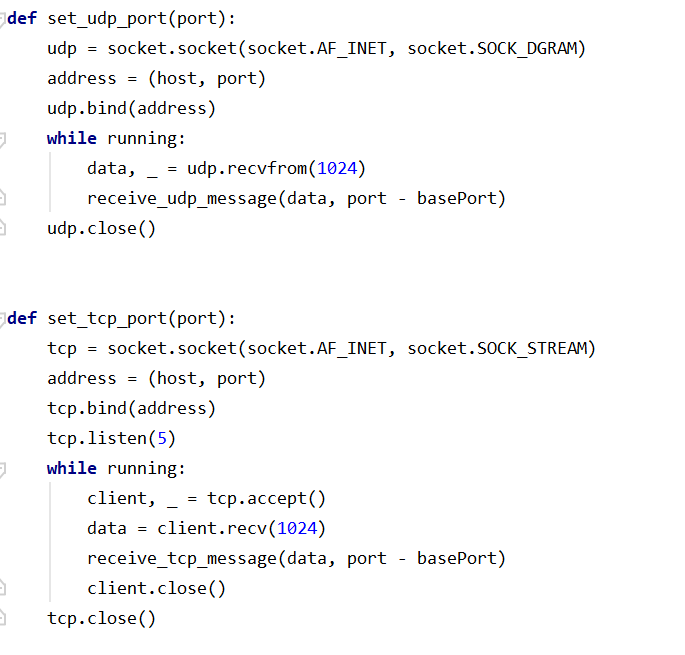 def set_udp_port(port):
    udp = socket.socket(socket.AF_INET, socket.SOCK_DGRAM)
    address = (host, port)
    udp.bind(address)
    while running:
        data, _ = udp.recvfrom(1024)
        receive_udp_message(data, port - basePort)
    udp.close()
def set_tcp_port(port):
    tcp = socket.socket(socket.AF_INET, socket.SOCK_STREAM)
    address = (host, port)
    tcp.bind(address)
    tcp.listen(5)
    while running:
        client, _ = tcp.accept()
        data = client.recv(1024)
        receive_tcp_message(data, port - basePort)
        client.close()
    tcp.close()